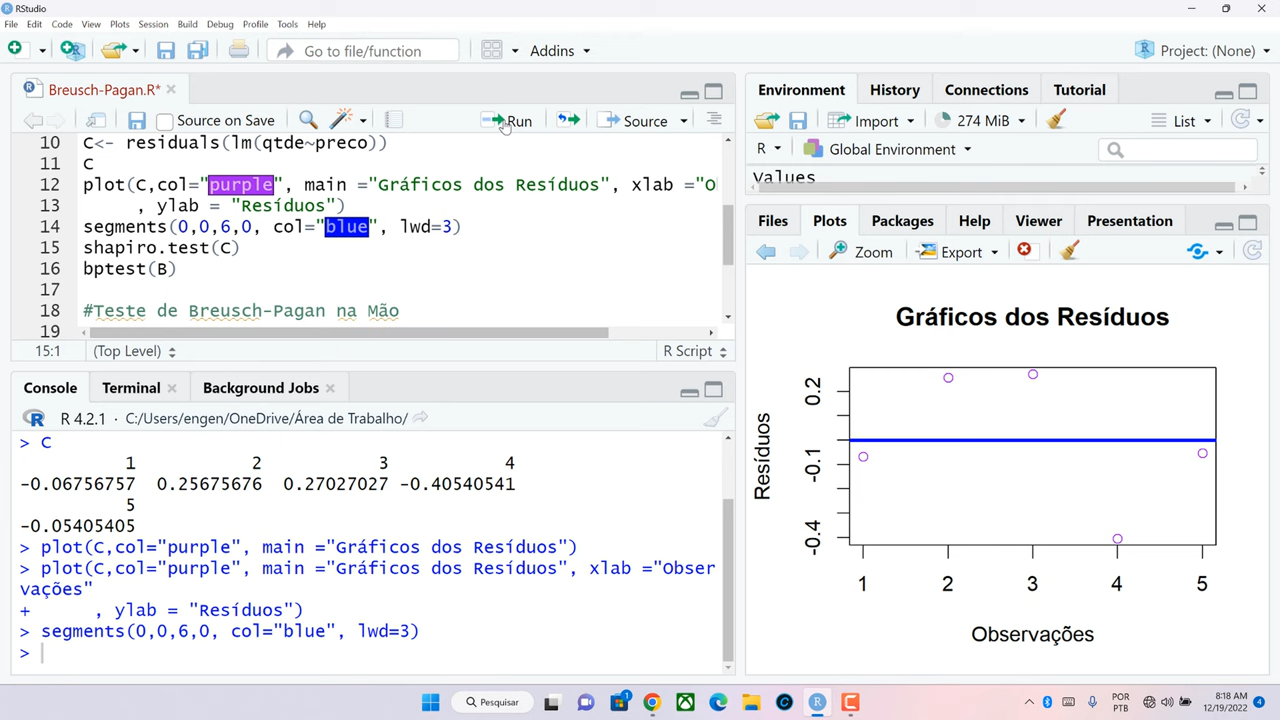 RStudio
File Edit Code View Plots Session Build Debug Profile Tools Help
Go to file/function Addins Project: (None)
Breusch-Pagan.R*
Source on Save Run Source
10 C<- residuals(lm(qtde~preco))
11 C
12 plot(C,col="purple", main ="Gráficos dos Resíduos", xlab ="O
13 , ylab = "Resíduos")
14 segments(0,0,6,0, col="blue", lwd=3)
15 shapiro.test(C)
16 bptest(B)
17
18 #Teste de Breusch-Pagan na Mão
19
15:1 (Top Level) R Script
Console Terminal Background Jobs
R 4.2.1 · C:/Users/engen/OneDrive/Área de Trabalho/
> C
1 2 3 4
-0.06756757 0.25675676 0.27027027 -0.40540541
5
-0.05405405
> plot(C,col="purple", main ="Gráficos dos Resíduos")
> plot(C,col="purple", main ="Gráficos dos Resíduos", xlab ="Obser
vações"
+ , ylab = "Resíduos")
> segments(0,0,6,0, col="blue", lwd=3)
>
Environment History Connections Tutorial
Import 274 MiB List
R Global Environment
Values
Files Plots Packages Help Viewer Presentation
Zoom Export
Gráficos dos Resíduos
Resíduos
0.2
-0.1
-0.4
1 2 3 4 5
Observações
Pesquisar
1
POR
PTB
8:18 AM
12/19/2022
4